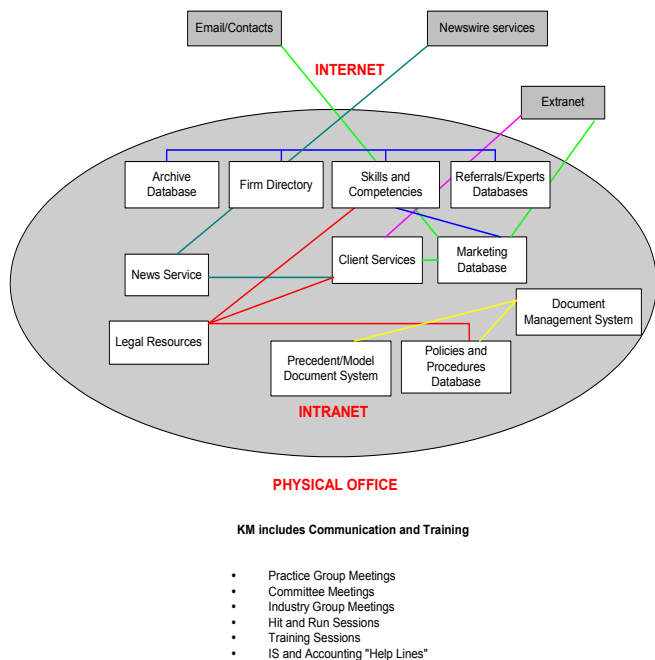 Email/Contacts
Newswire services
INTERNET
Extranet
Archive
Database
Firm Directory
Skills and
Competencies
Referrals/Experts
Databases
News Service
Client Services
Marketing
Database
Document
Management System
Legal Resources
Precedent/Model
Document System
Policies and
Procedures
Database
INTRANET
PHYSICAL OFFICE
KM includes Communication and Training
• Practice Group Meetings
• Committee Meetings
• Industry Group Meetings
• Hit and Run Sessions
• Training Sessions
• IS and Accounting "Help Lines"